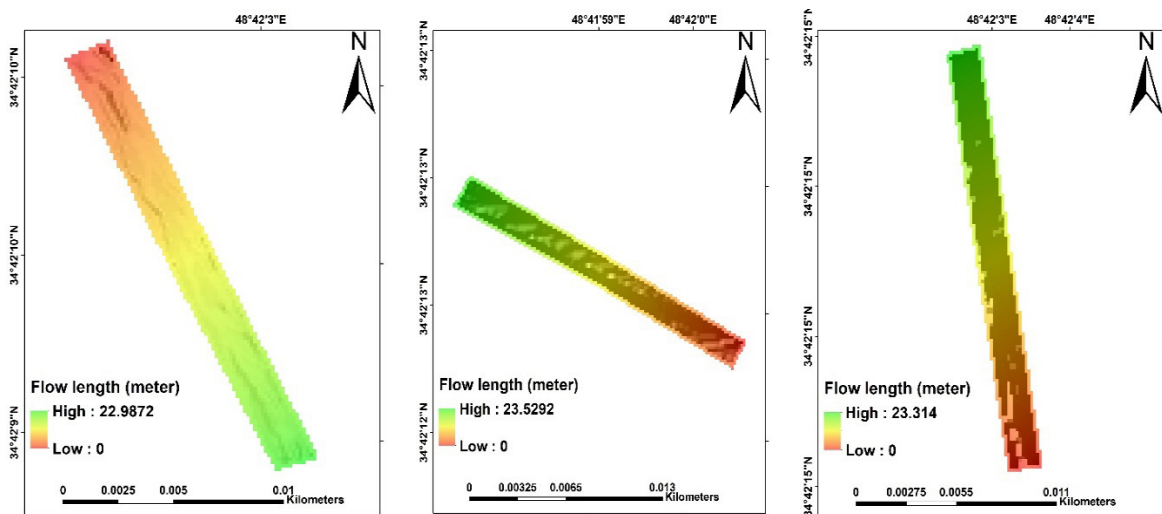 48°42'3"E
N
34°42'10"N
34°42'10"N
34°42'9"N
Flow length (meter)
High : 22.9872
Low : 0
0 0.0025 0.005 0.01
Kilometers
48°41'59"E 48°42'0"E
N
34°42'13"N
34°42'13"N
34°42'13"N
34°42'12"N
Flow length (meter)
High : 23.5292
Low : 0
0 0.00325 0.0065 0.013
Kilometers
48°42'3"E 48°42'4"E
N
34°42'15"N
34°42'15"N
34°42'15"N
34°42'15"N
Flow length (meter)
High : 23.314
Low : 0
0 0.00275 0.0055 0.011
Kilometers